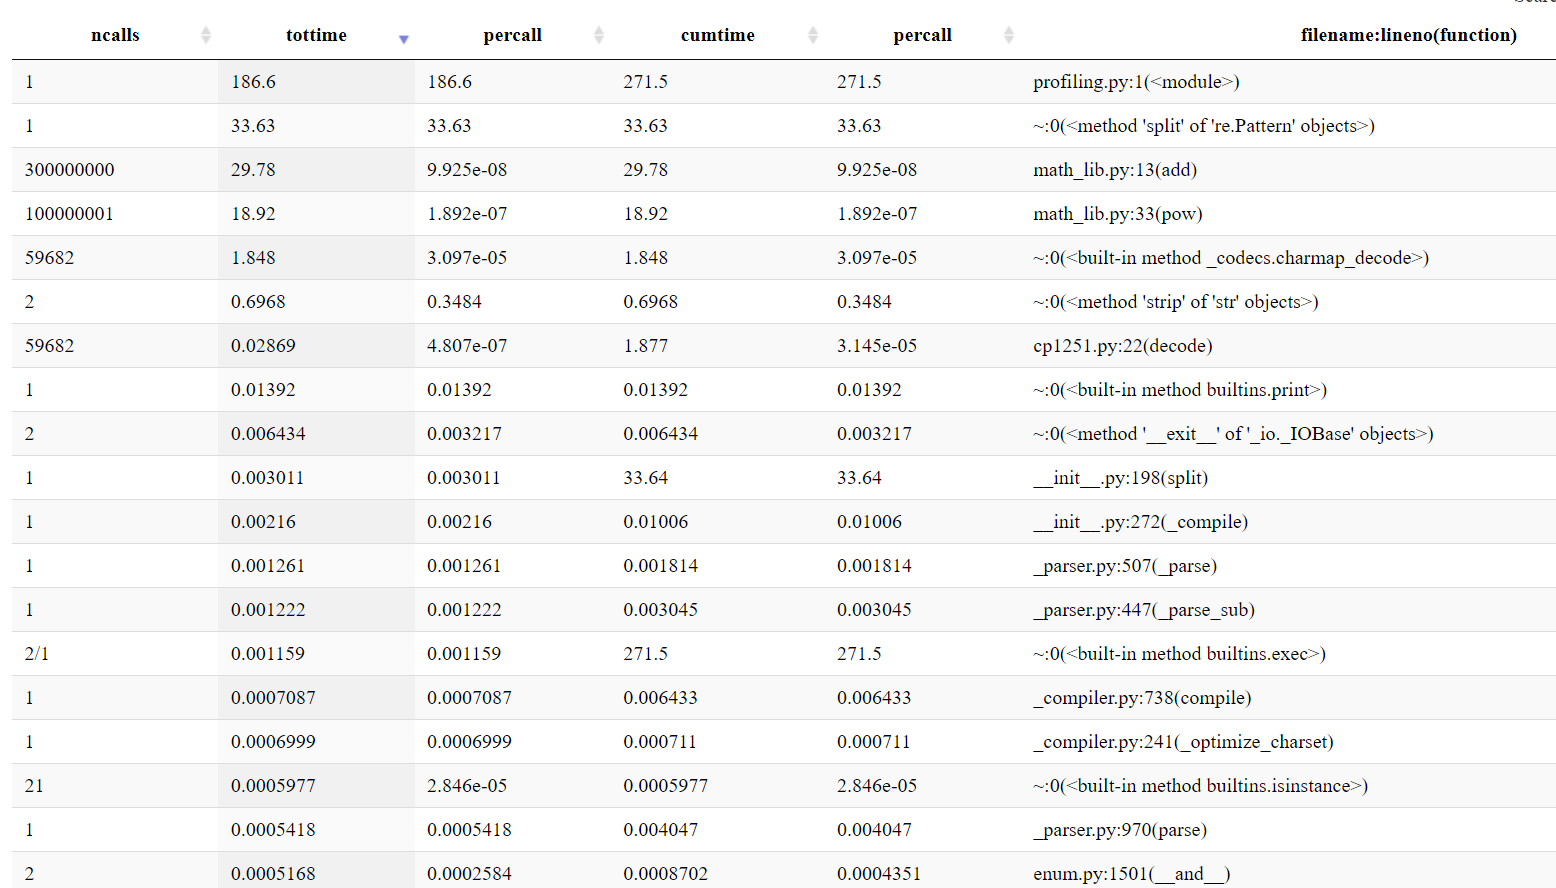 ncalls tottime percall cumtime percall filename:lineno(function)
1 186.6 186.6 271.5 271.5 profiling.py:1(<module>)
1 33.63 33.63 33.63 33.63 ~:0(<method 'split' of 're.Pattern' objects>)
300000000 29.78 9.925e-08 29.78 9.925e-08 math_lib.py:13(add)
100000001 18.92 1.892e-07 18.92 1.892e-07 math_lib.py:33(pow)
59682 1.848 3.097e-05 1.848 3.097e-05 ~:0(<built-in method _codecs.charmap_decode>)
2 0.6968 0.3484 0.6968 0.3484 ~:0(<method 'strip' of 'str' objects>)
59682 0.02869 4.807e-07 1.877 3.145e-05 cp1251.py:22(decode)
1 0.01392 0.01392 0.01392 0.01392 ~:0(<built-in method builtins.print>)
2 0.006434 0.003217 0.006434 0.003217 ~:0(<method '__exit__' of '_io._IOBase' objects>)
1 0.003011 0.003011 33.64 33.64 __init__.py:198(split)
1 0.00216 0.00216 0.01006 0.01006 __init__.py:272(_compile)
1 0.001261 0.001261 0.001814 0.001814 _parser.py:507(_parse)
1 0.001222 0.001222 0.003045 0.003045 _parser.py:447(_parse_sub)
2/1 0.001159 0.001159 271.5 271.5 ~:0(<built-in method builtins.exec>)
1 0.0007087 0.0007087 0.006433 0.006433 _compiler.py:738(compile)
1 0.0006999 0.0006999 0.000711 0.000711 _compiler.py:241(_optimize_charset)
21 0.0005977 2.846e-05 0.0005977 2.846e-05 ~:0(<built-in method builtins.isinstance>)
1 0.0005418 0.0005418 0.004047 0.004047 _parser.py:970(parse)
2 0.0005168 0.0002584 0.0008702 0.0004351 enum.py:1501(__and__)